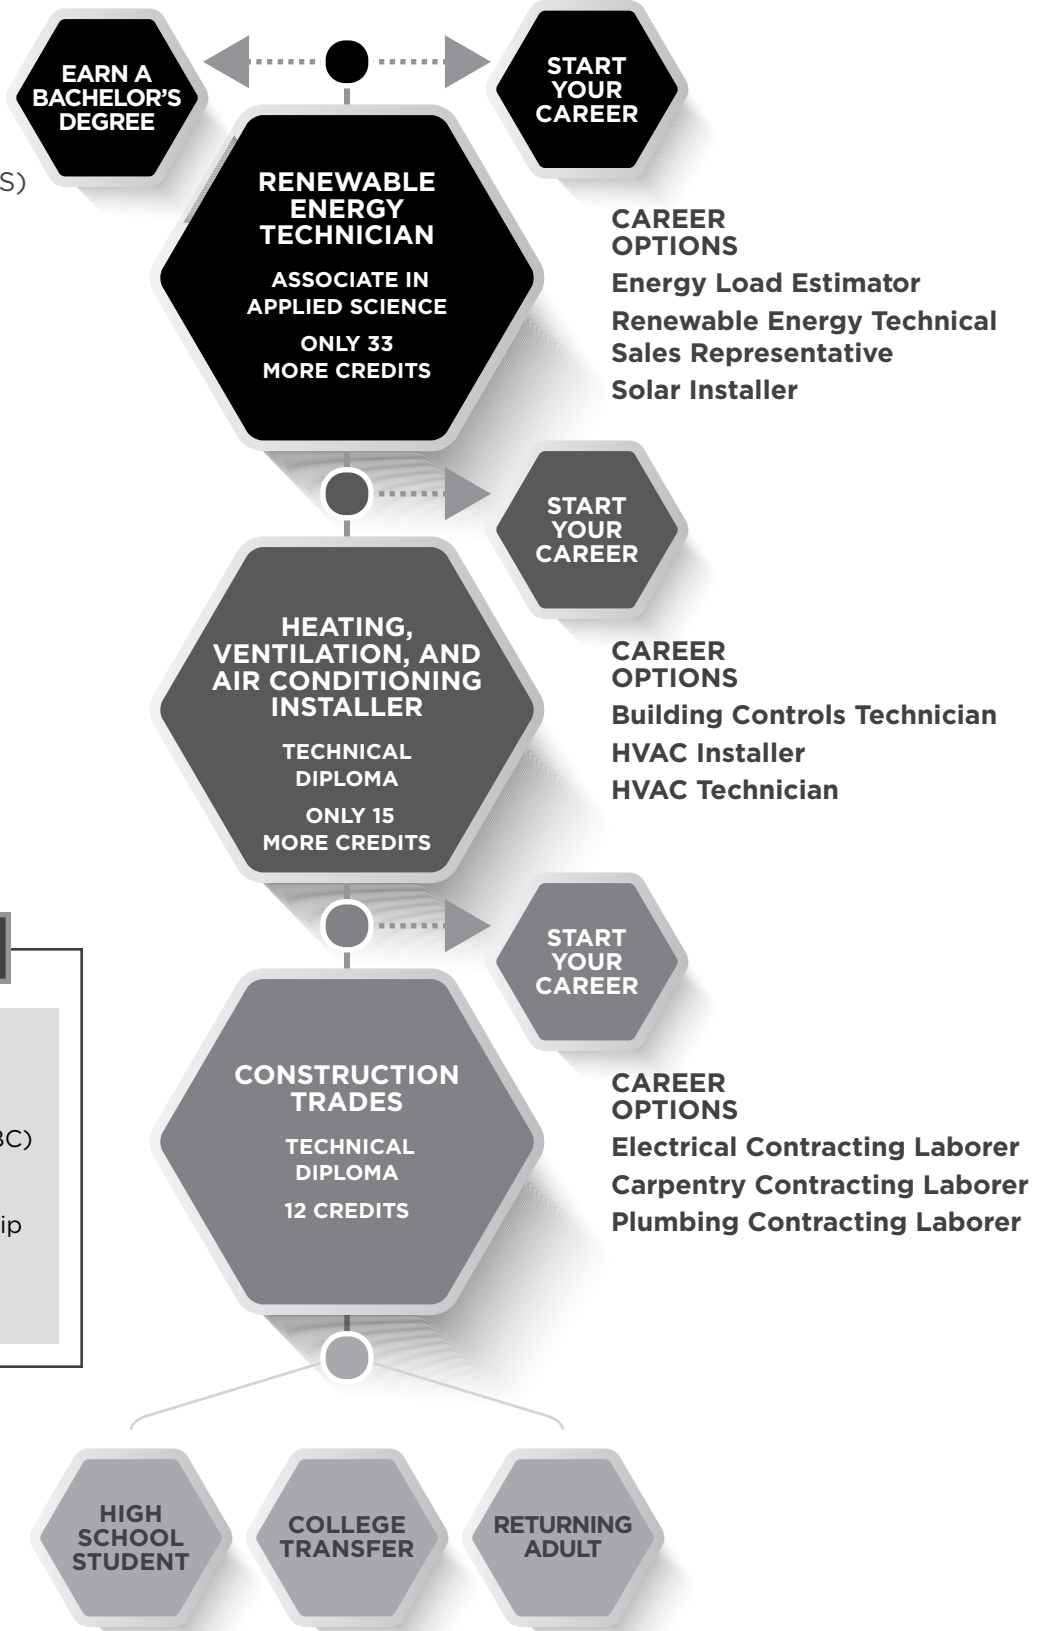 EARN A
BACHELOR'S
DEGREE
START
YOUR
CAREER
S)
RENEWABLE
ENERGY
TECHNICIAN
ASSOCIATE IN
APPLIED SCIENCE
ONLY 33
MORE CREDITS
CAREER
OPTIONS
Energy Load Estimator
Renewable Energy Technical
Sales Representative
Solar Installer
START
YOUR
CAREER
HEATING,
VENTILATION, AND
AIR CONDITIONING
INSTALLER
TECHNICAL
DIPLOMA
ONLY 15
MORE CREDITS
CAREER
OPTIONS
Building Controls Technician
HVAC Installer
HVAC Technician
START
YOUR
CAREER
CONSTRUCTION
TRADES
TECHNICAL
DIPLOMA
12 CREDITS
CAREER
OPTIONS
Electrical Contracting Laborer
Carpentry Contracting Laborer
Plumbing Contracting Laborer
BC)
ip
HIGH
SCHOOL
STUDENT
COLLEGE
TRANSFER
RETURNING
ADULT